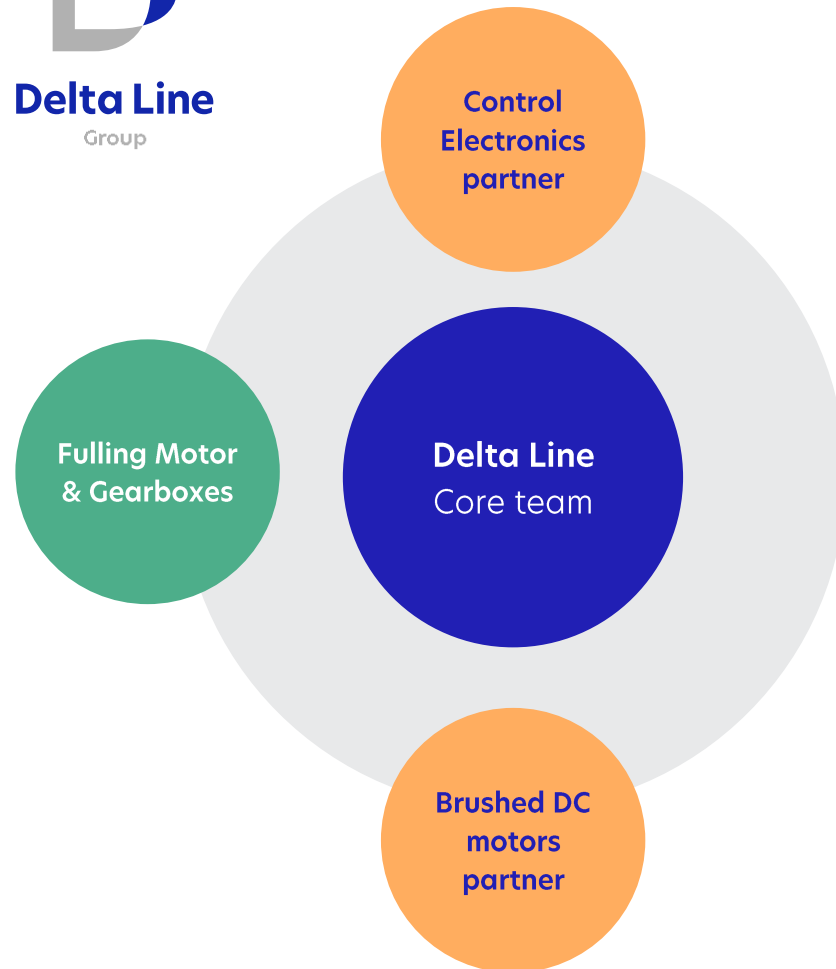 Delta Line
Group
Control
Electronics
partner
Fulling Motor
& Gearboxes
Delta Line
Core team
Brushed DC
motors
partner